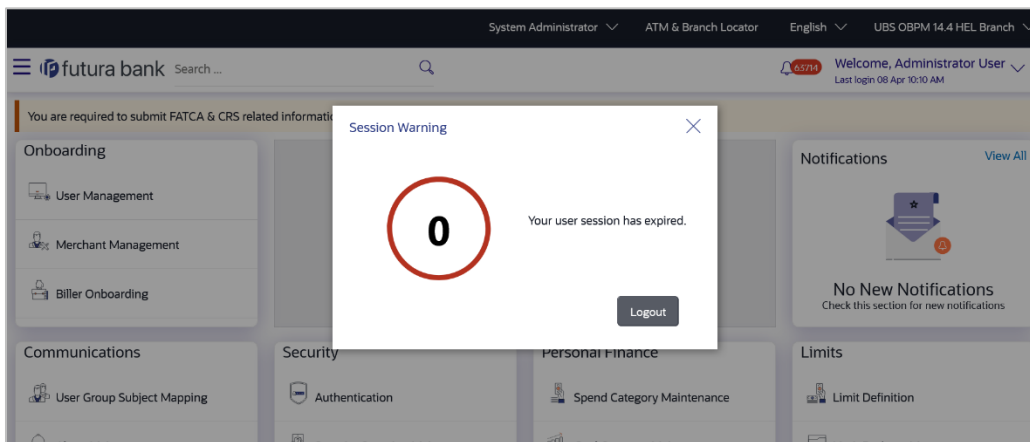 System Administrator ATM & Branch Locator English UBS OBPM 14.4 HEL Branch
futura bank Search ... 63714 Welcome, Administrator User
Last login 08 Apr 10:10 AM
You are required to submit FATCA & CRS related
Session Warning
0
Your user session has expired.
Logout
Onboarding
User Management
Merchant Management
Biller Onboarding
Notifications View All
No New Notifications
Check this section for new notifications
Communications
User Group Subject Mapping
Security
Authentication
Personal Finance
Spend Category Maintenance
Limits
Limit Definition